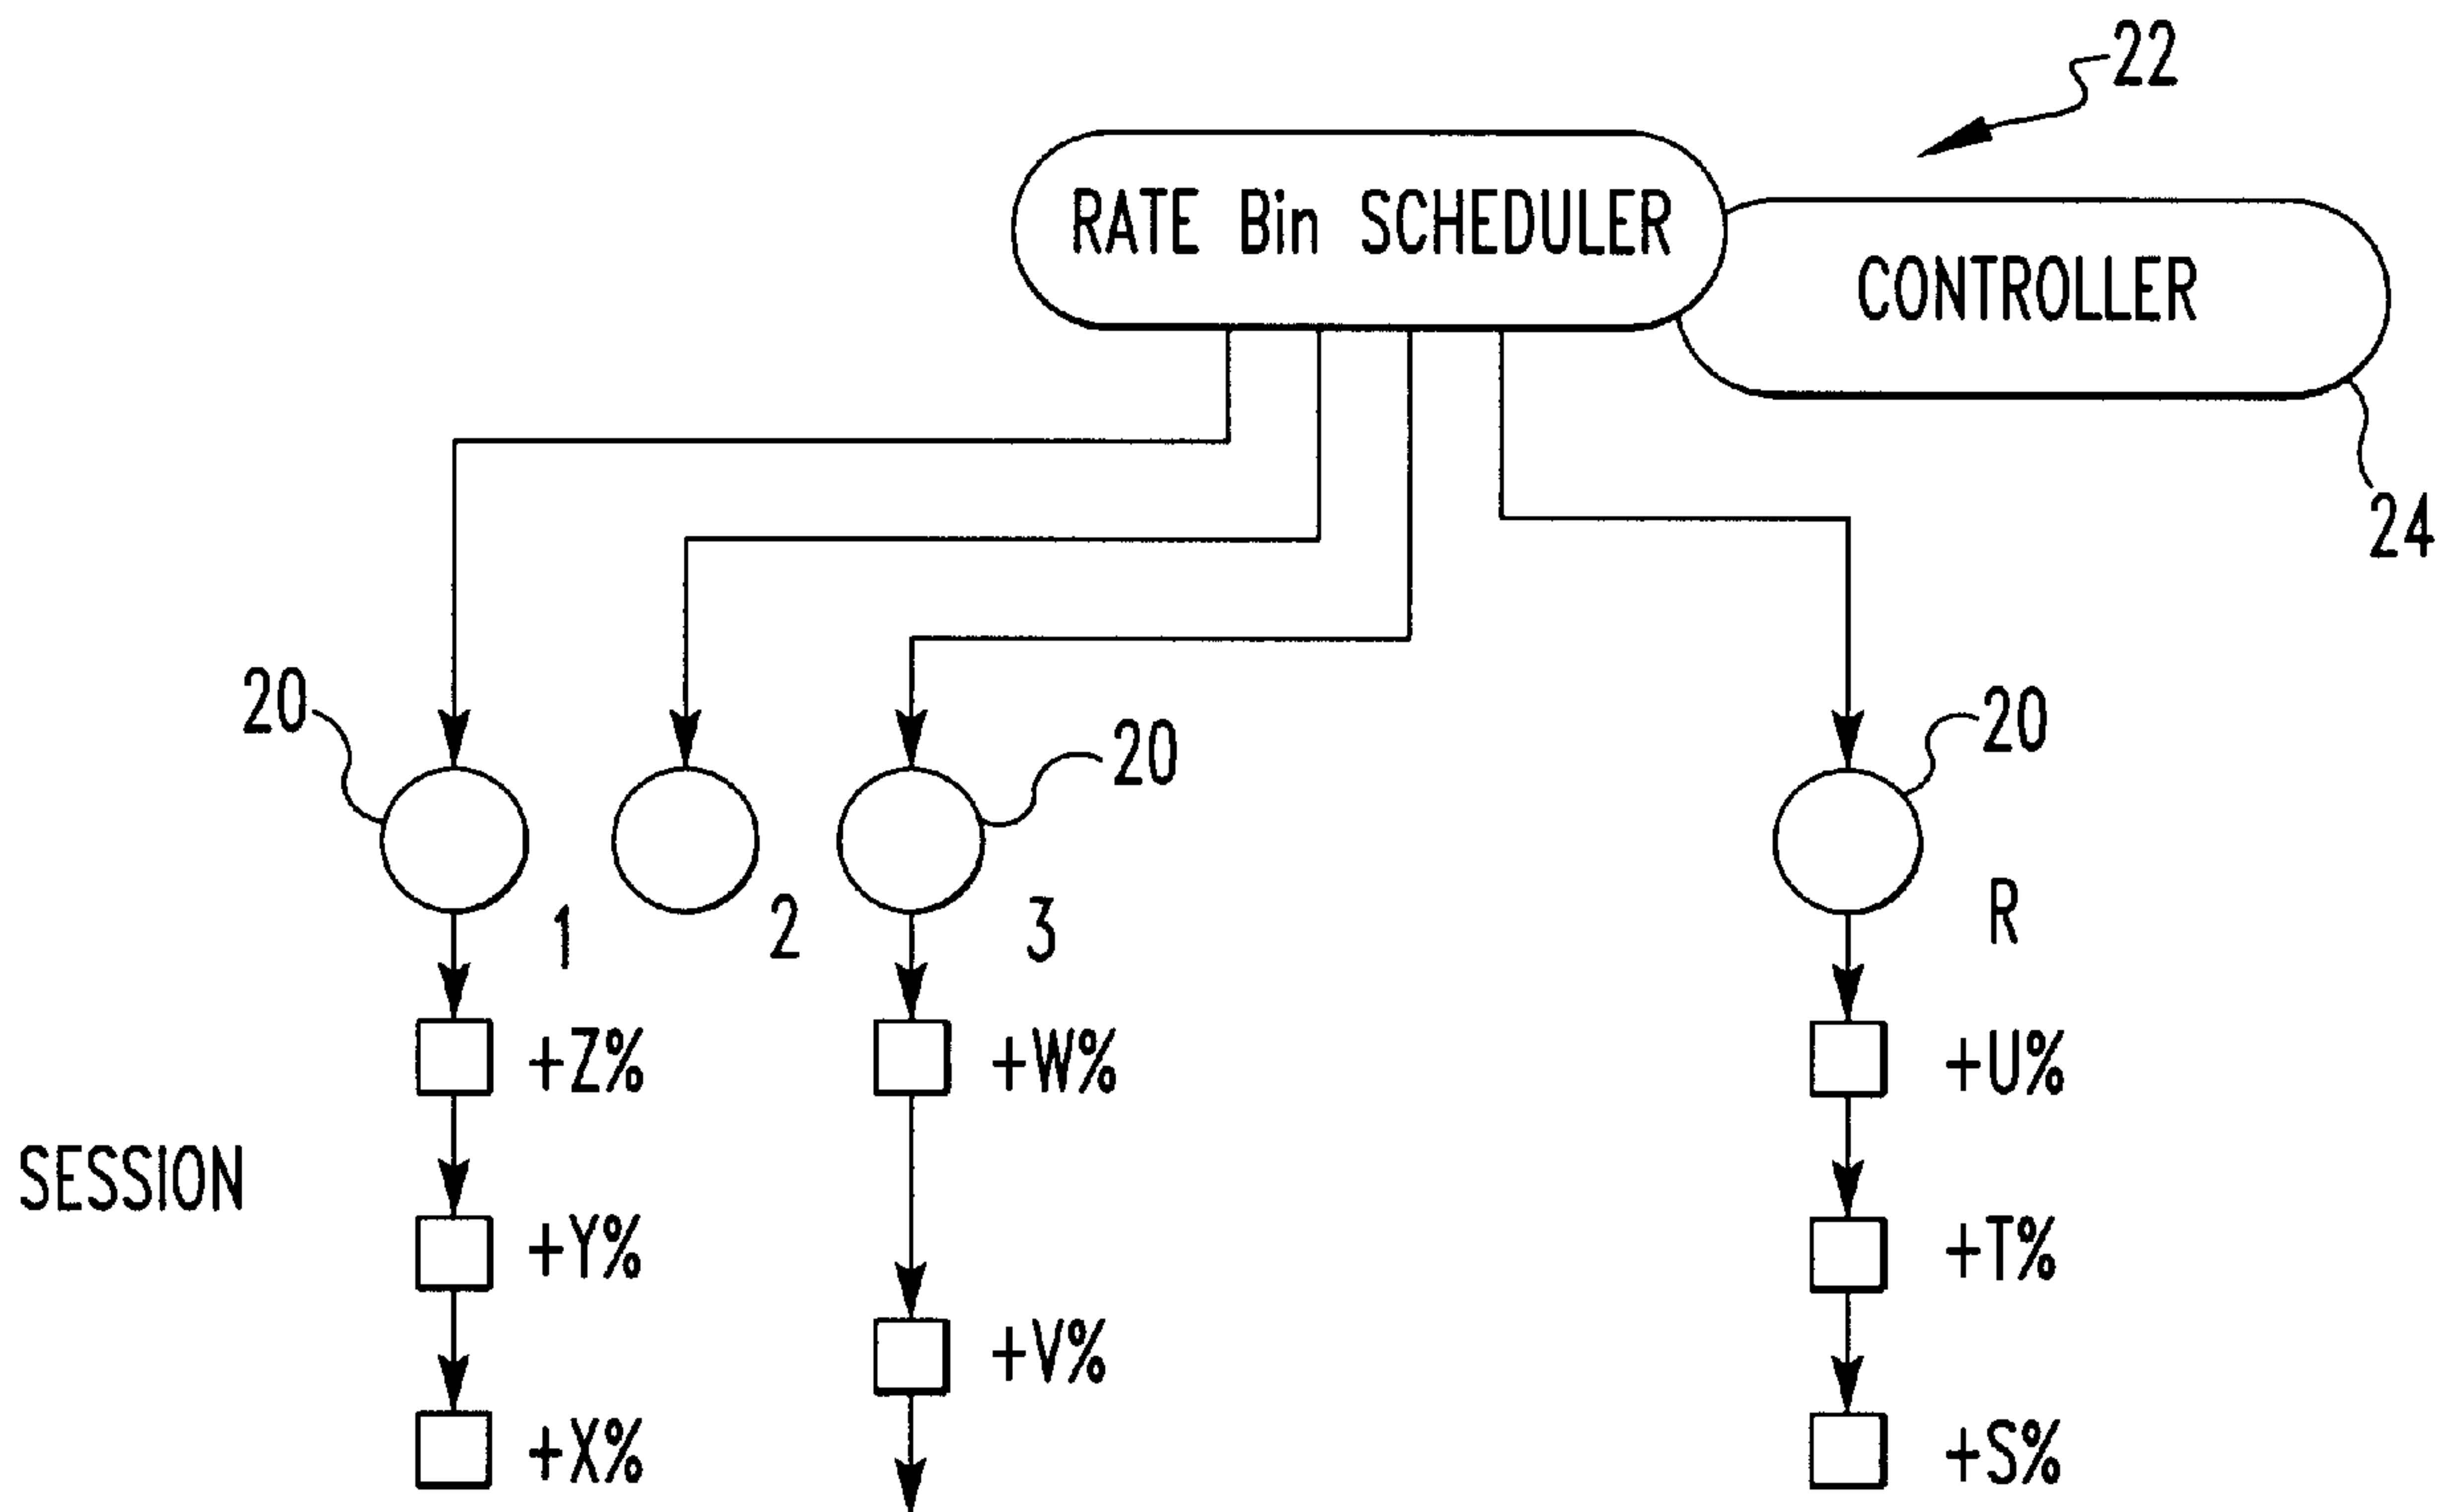 22
RATE Bin SCHEDULER
CONTROLLER
24
20
20
20
1
2
3
R
+Z%
+W%
+U%
SESSION
+Y%
+T%
+V%
+X%
+S%